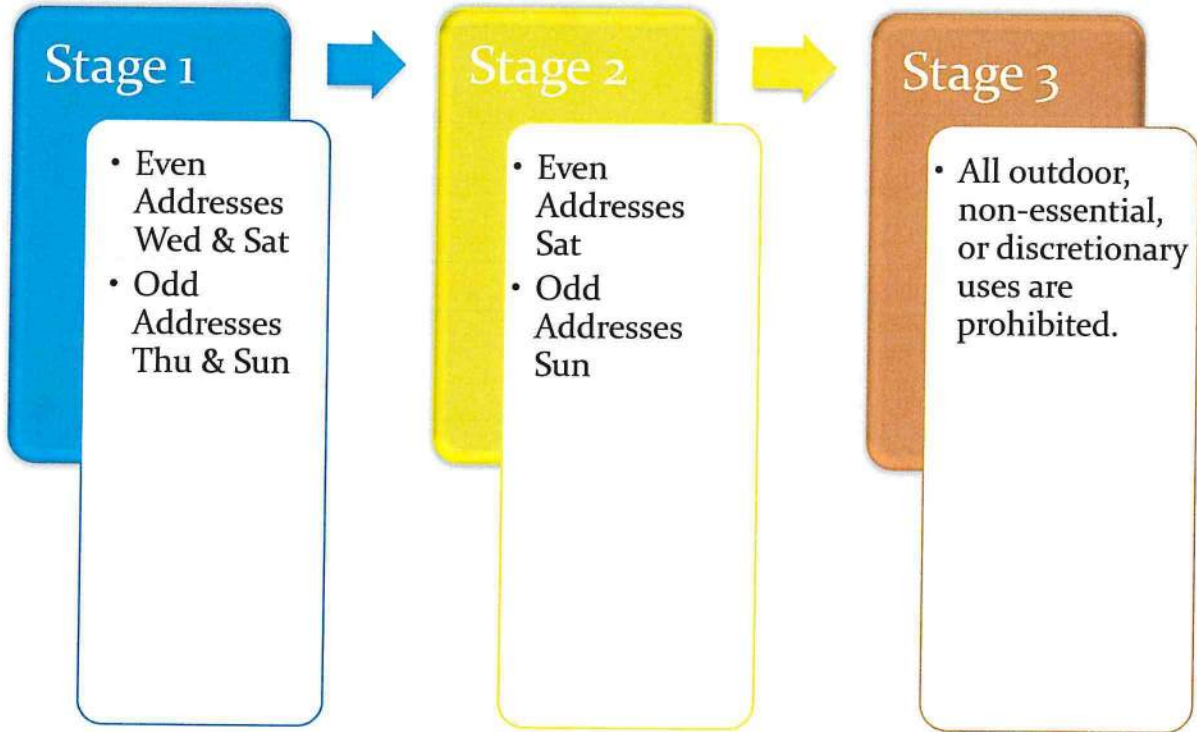 Stage 1
• Even
Addresses
Wed & Sat
• Odd
Addresses
Thu & Sun
Stage 2
• Even
Addresses
Sat
• Odd
Addresses
Sun
Stage 3
• All outdoor,
non-essential,
or discretionary
uses are
prohibited.